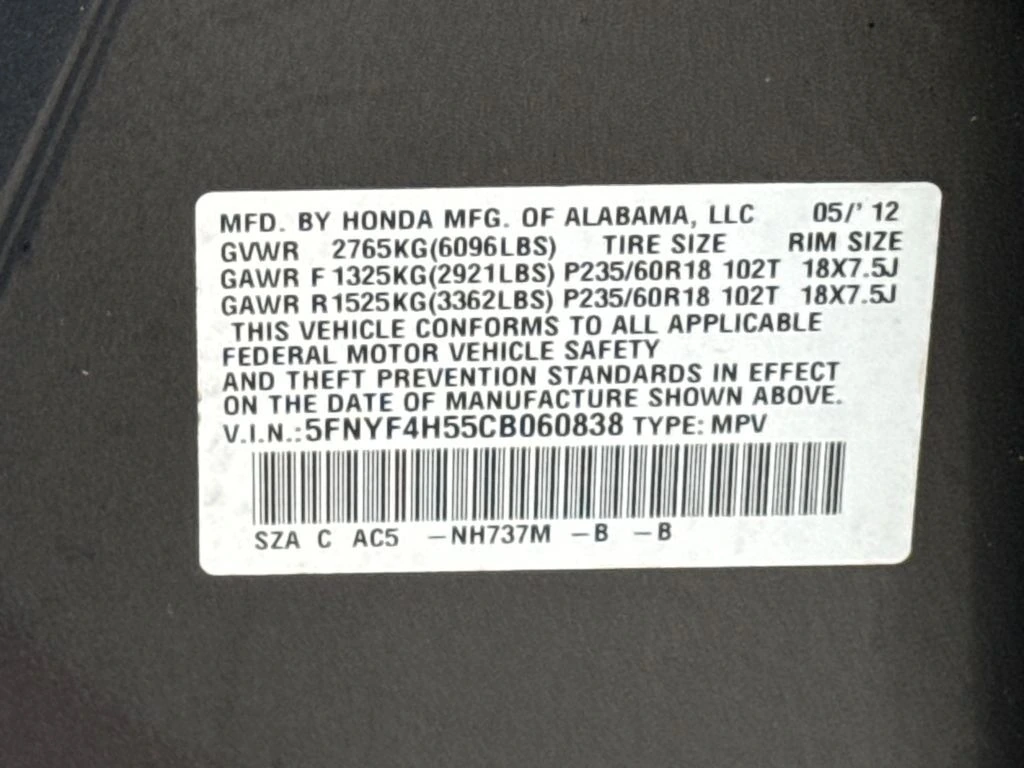 MFD. BY HONDA MFG. OF ALABAMA, LLC 05/' 12
GVWR 2765KG(6096LBS) TIRE SIZE RIM SIZE
GAWR F 1325KG(2921LBS) P235/60R18 102T 18X7.5J
GAWR R1525KG(3362LBS) P235/60R18 102T 18X7.5J
THIS VEHICLE CONFORMS TO ALL APPLICABLE
FEDERAL MOTOR VEHICLE SAFETY
AND THEFT PREVENTION STANDARDS IN EFFECT
ON THE DATE OF MANUFACTURE SHOWN ABOVE.
V.I.N.:5FNYF4H55CB060838 TYPE: MPV
SZA C AC5 –NH737M –B –B